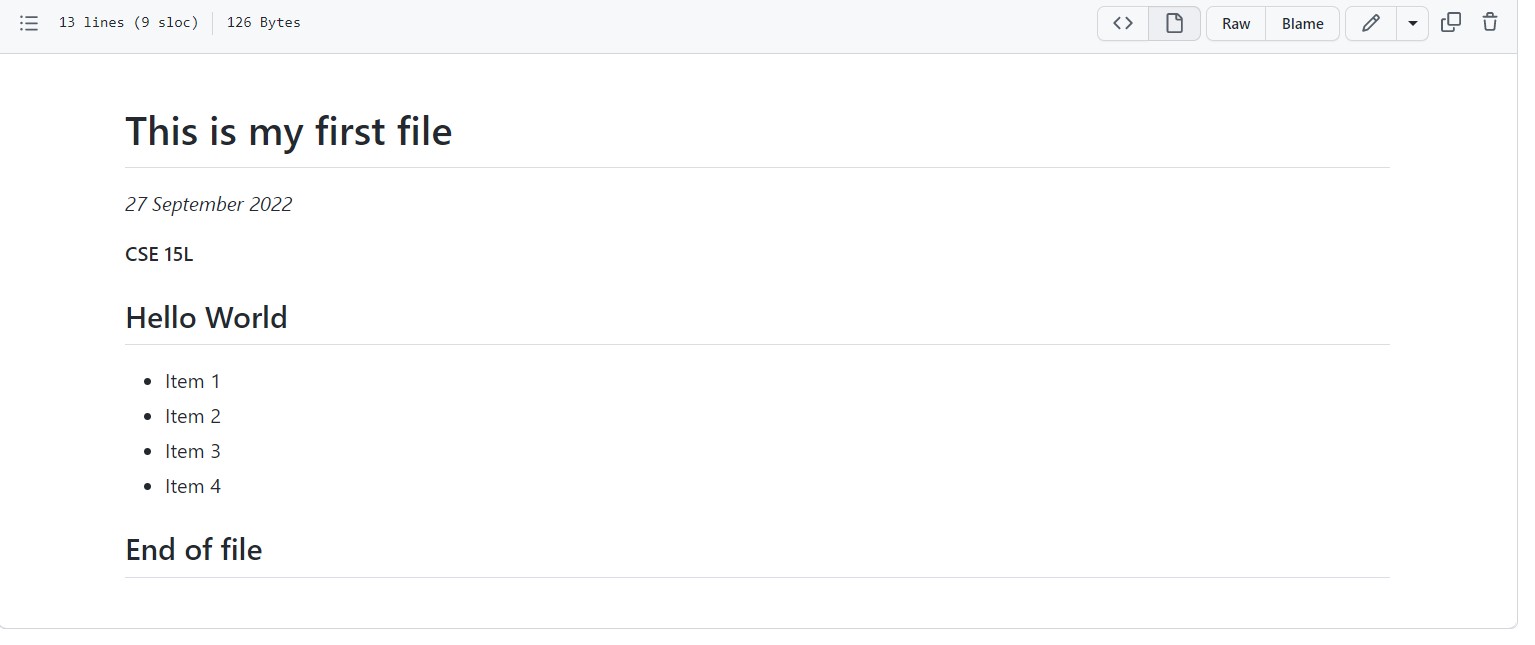 13 lines (9 sloc) 126 Bytes Raw Blame
This is my first file
27 September 2022
CSE 15L
Hello World
Item 1
Item 2
Item 3
Item 4
End of file